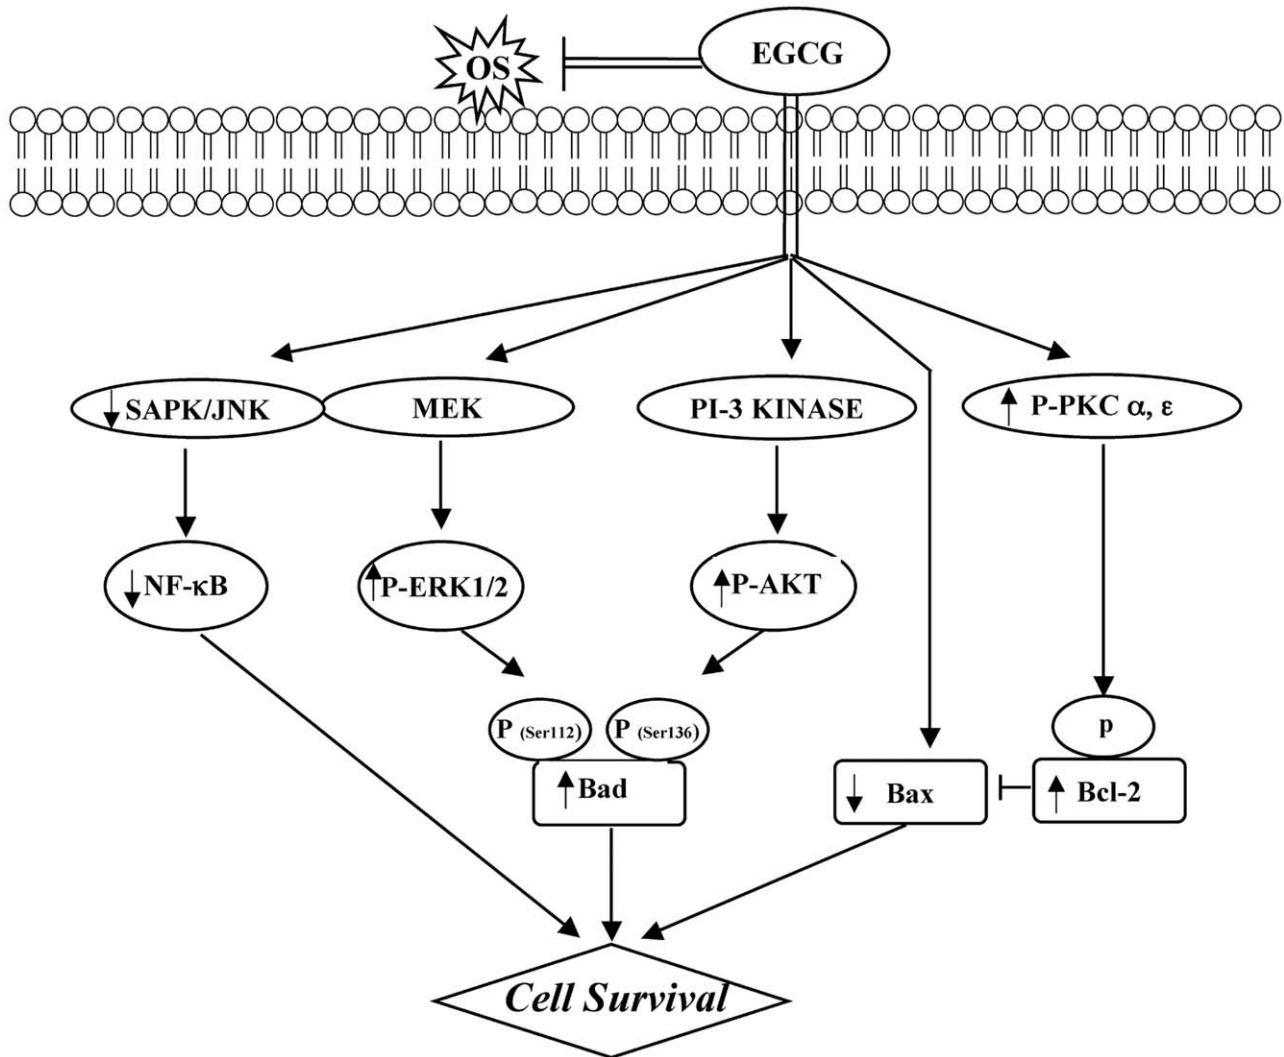 OS
EGCG
SAPK/JNK
MEK
PI-3 KINASE
P-PKC α, ε
NF-κB
P-ERK1/2
P-AKT
P (Ser112)
P (Ser136)
p
Bad
Bax
Bcl-2
Cell Survival